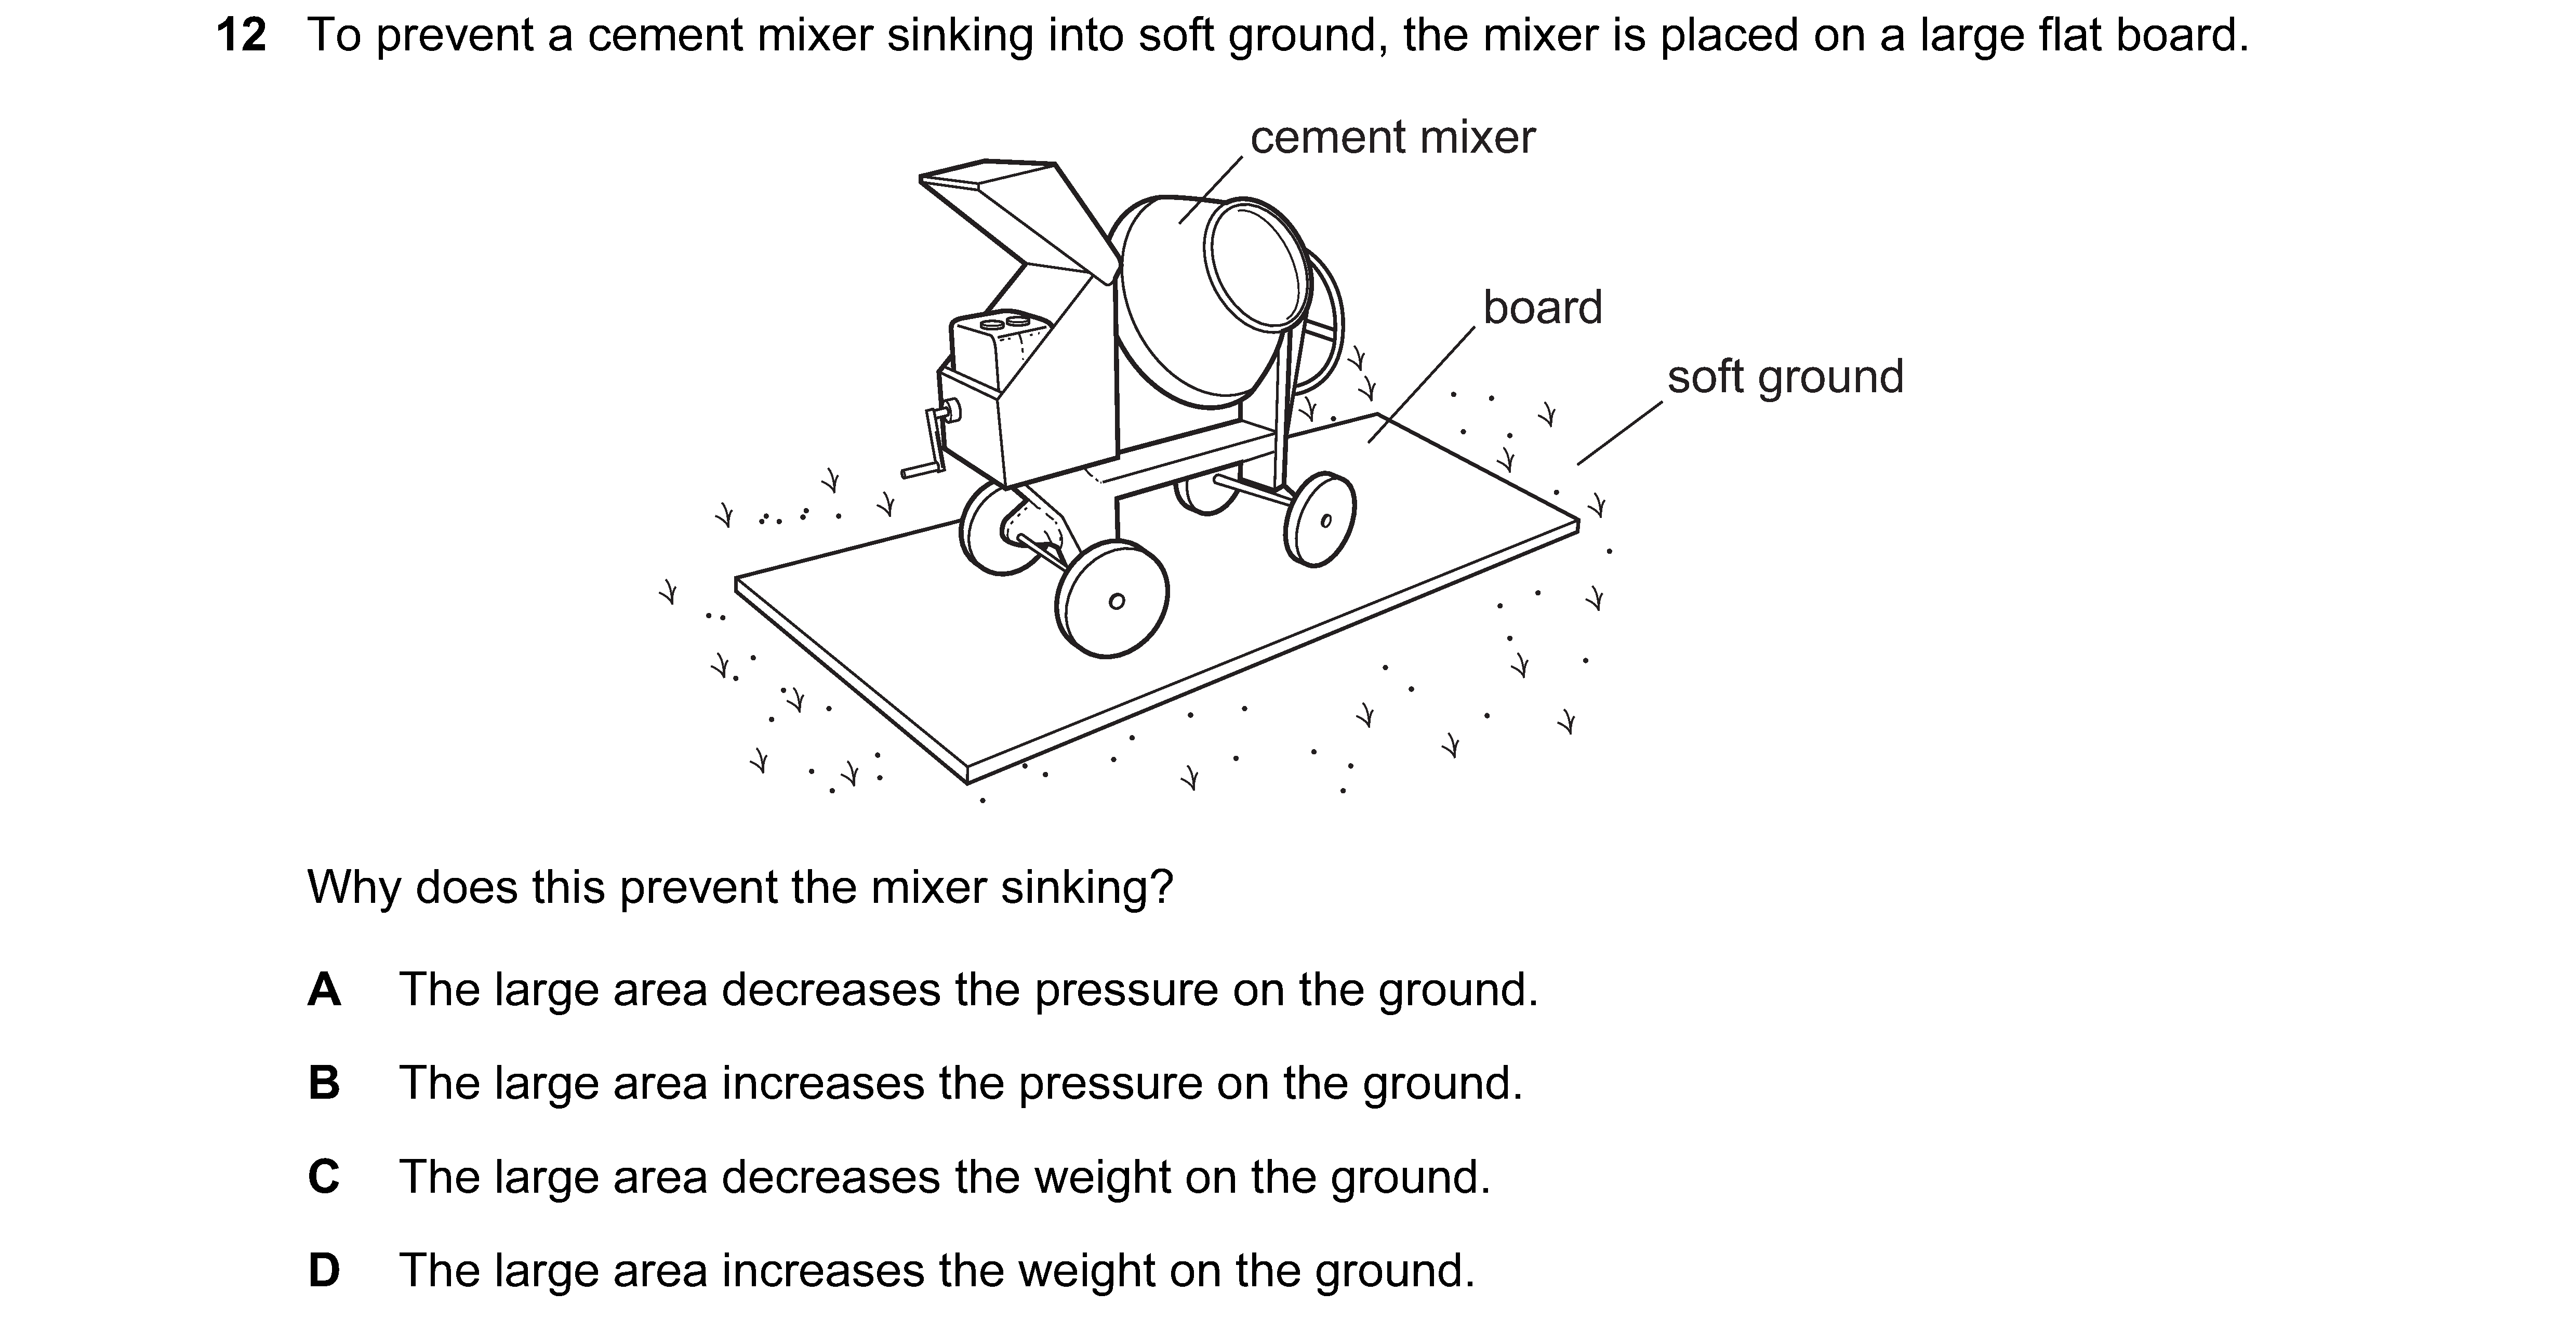 12 To prevent a cement mixer sinking into soft ground, the mixer is placed on a large flat board.
cement mixer
board
soft ground
Why does this prevent the mixer sinking?
A The large area decreases the pressure on the ground.
B The large area increases the pressure on the ground.
C The large area decreases the weight on the ground.
D The large area increases the weight on the ground.